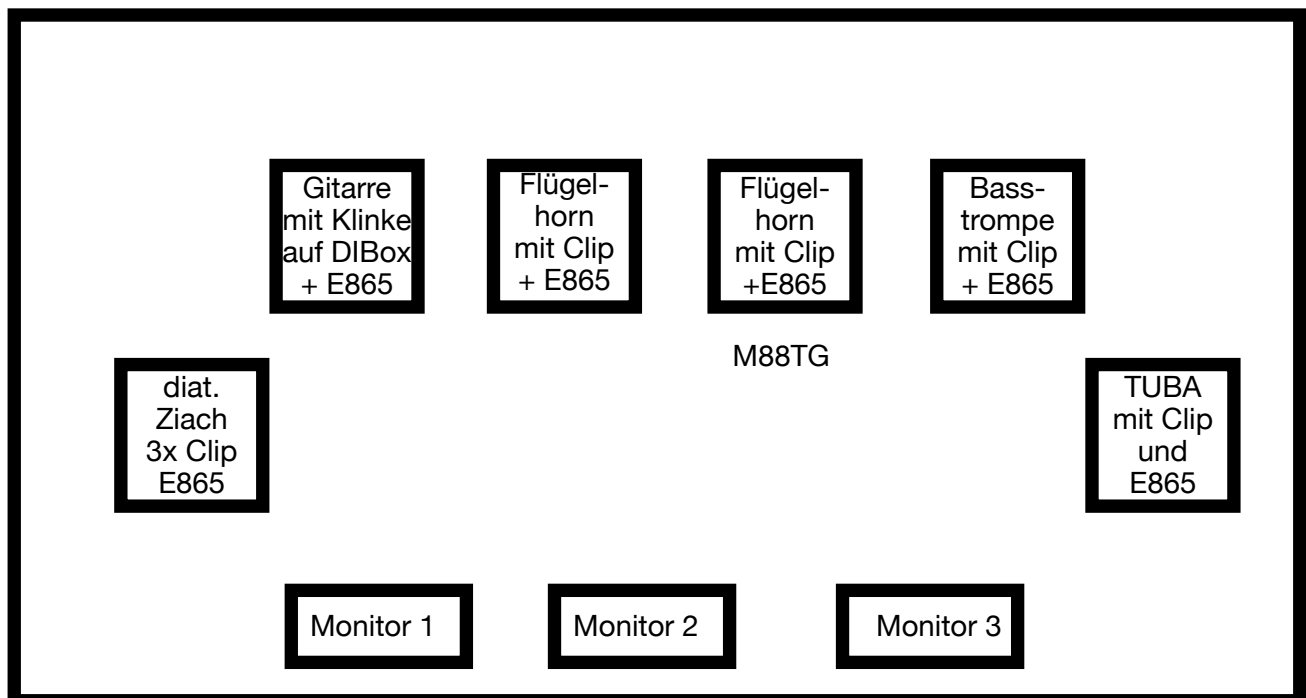 Gitarre
mit Klinke
auf DIBox
+ E865
Flügel-
horn
mit Clip
+ E865
Flügel-
horn
mit Clip
+E865
Bass-
trompe
mit Clip
+ E865
M88TG
diat.
Ziach
3x Clip
E865
TUBA
mit Clip
und
E865
Monitor 1
Monitor 2
Monitor 3